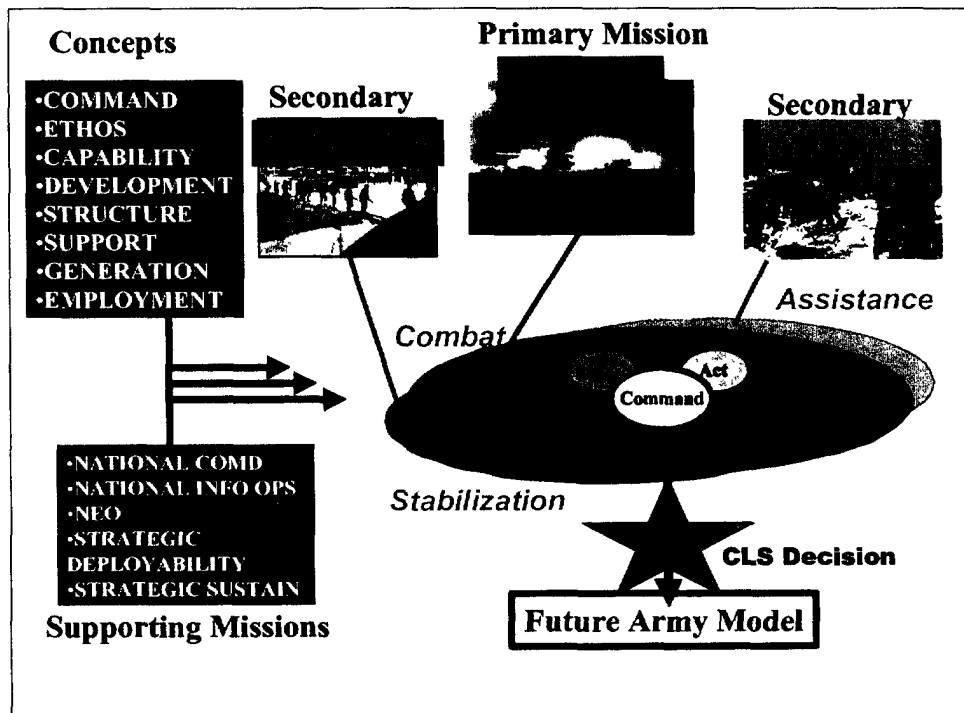 Concepts
•COMMAND
•ETHOS
•CAPABILITY
•DEVELOPMENT
•STRUCTURE
•SUPPORT
•GENERATION
•EMPLOYMENT
Secondary
Primary Mission
Secondary
Combat
Assistance
Act
Command
Stabilization
•NATIONAL COMD
•NATIONAL INFO OPS
•NEO
•STRATEGIC
DEPLOYABILITY
•STRATEGIC SUSTAIN
Supporting Missions
CLS Decision
Future Army Model